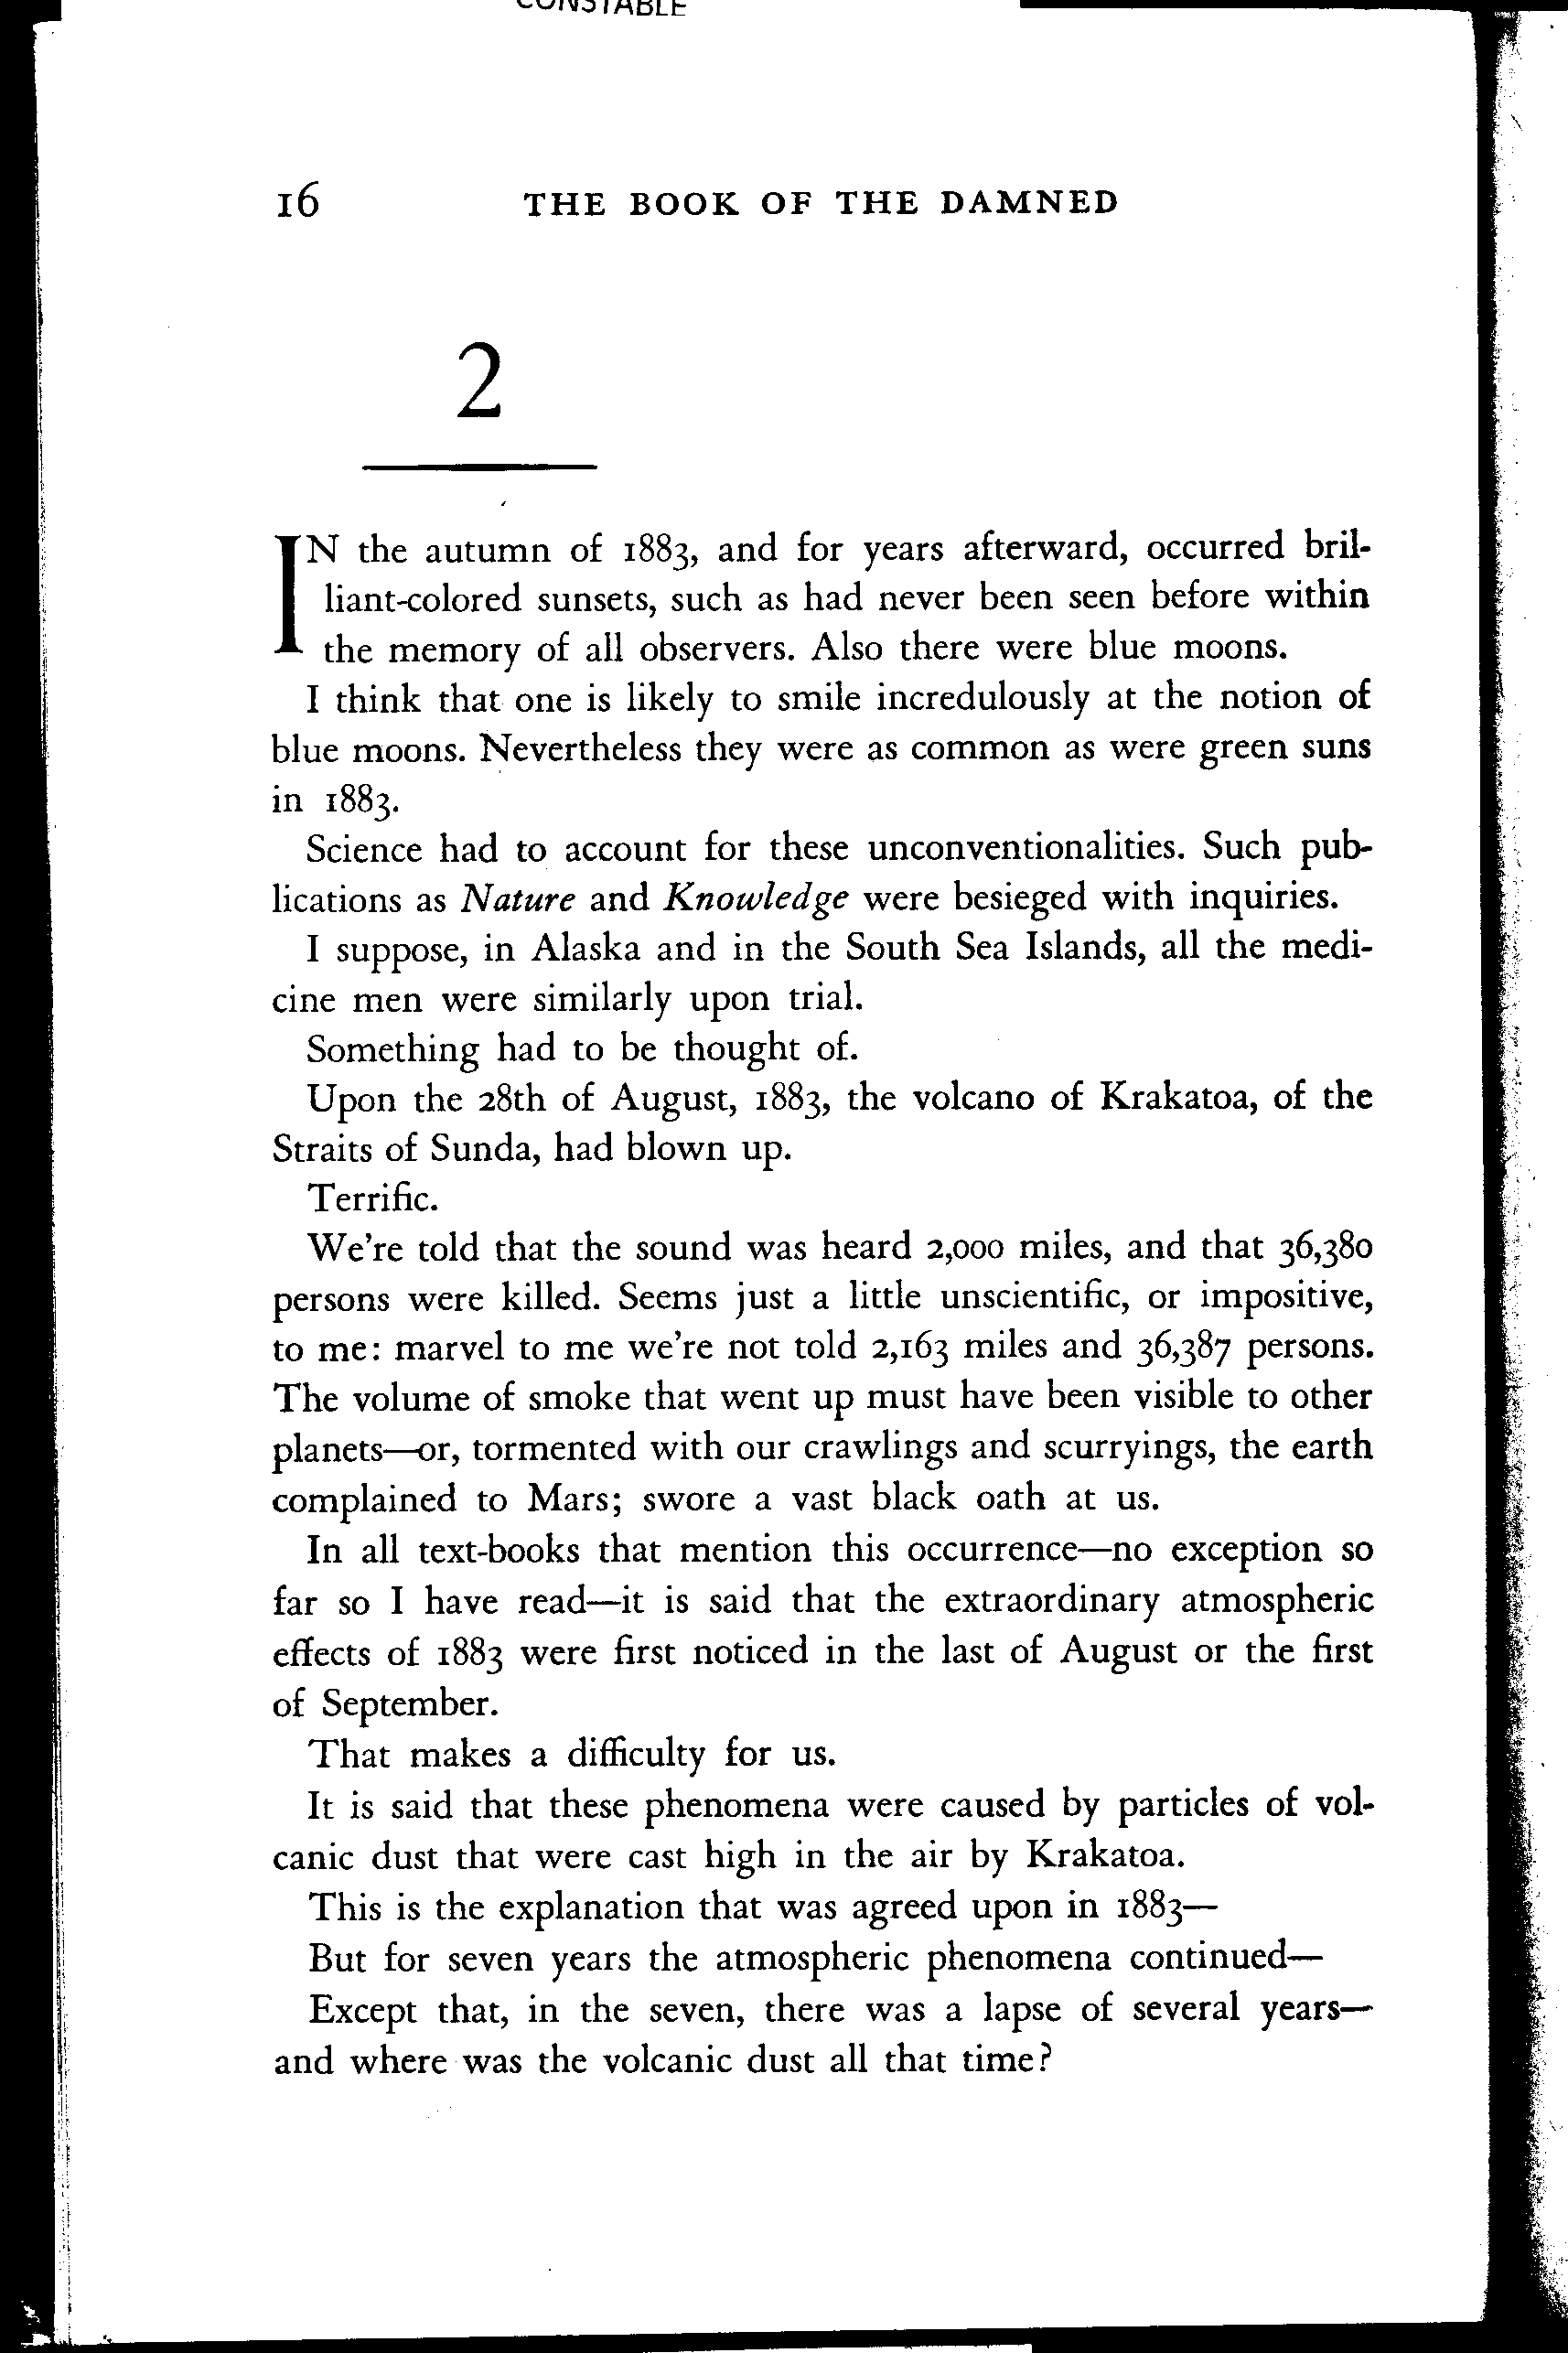 CONSTABLE
16 THE BOOK OF THE DAMNED
2
IN the autumn of 1883, and for years afterward, occurred bril-
liant-colored sunsets, such as had never been seen before within
the memory of all observers. Also there were blue moons.
I think that one is likely to smile incredulously at the notion of
blue moons. Nevertheless they were as common as were green suns
in 1883.
Science had to account for these unconventionalities. Such pub-
lications as Nature and Knowledge were besieged with inquiries.
I suppose, in Alaska and in the South Sea Islands, all the medi-
cine men were similarly upon trial.
Something had to be thought of.
Upon the 28th of August, 1883, the volcano of Krakatoa, of the
Straits of Sunda, had blown up.
Terrific.
We're told that the sound was heard 2,000 miles, and that 36,380
persons were killed. Seems just a little unscientific, or impositive,
to me: marvel to me we're not told 2,163 miles and 36,387 persons.
The volume of smoke that went up must have been visible to other
planets—or, tormented with our crawlings and scurryings, the earth
complained to Mars; swore a vast black oath at us.
In all text-books that mention this occurrence—no exception so
far so I have read—it is said that the extraordinary atmospheric
effects of 1883 were first noticed in the last of August or the first
of September.
That makes a difficulty for us.
It is said that these phenomena were caused by particles of vol-
canic dust that were cast high in the air by Krakatoa.
This is the explanation that was agreed upon in 1883—
But for seven years the atmospheric phenomena continued—
Except that, in the seven, there was a lapse of several years—
and where was the volcanic dust all that time?